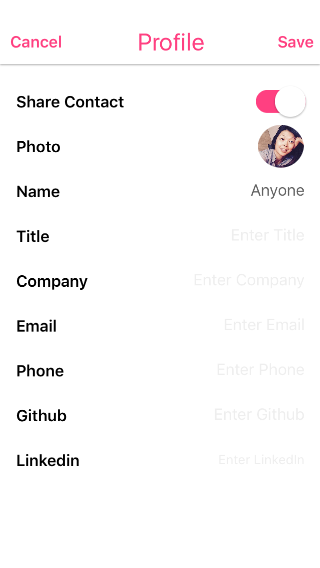 Cancel Profile Save
Share Contact
Photo
Name Anyone
Title Enter Title
Company Enter Company
Email Enter Email
Phone Enter Phone
Github Enter Github
Linkedin Enter LinkedIn